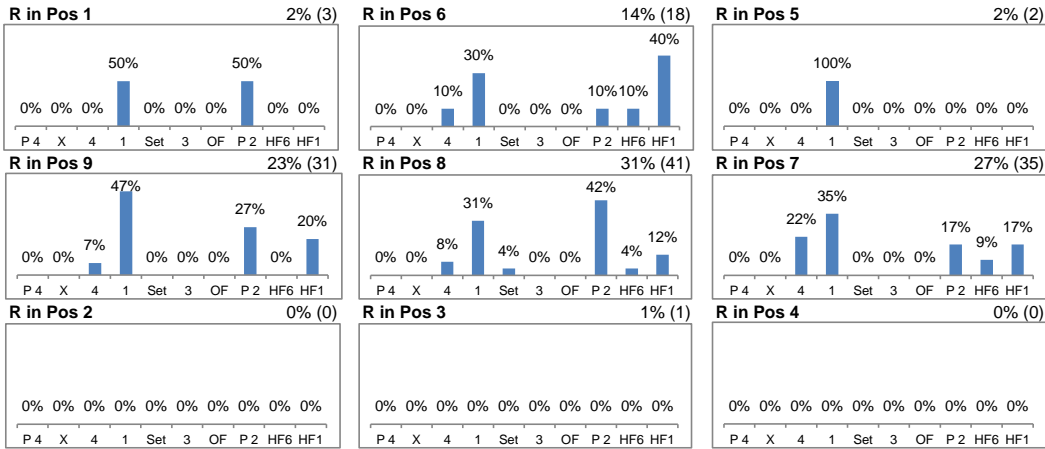 R in Pos 1 2% (3) R in Pos 6 14% (18) R in Pos 5 2% (2)
40%
50% 50% 30% 100%
0% 0% 0% 0% 0% 0% 0% 0% 0% 0% 10% 0% 0% 0% 10% 10% 0% 0% 0% 0% 0% 0% 0% 0% 0%
P 4 X 4 1 Set 3 OF P 2 HF6 HF1 P 4 X 4 1 Set 3 OF P 2 HF6 HF1 P 4 X 4 1 Set 3 OF P 2 HF6 HF1
R in Pos 9 23% (31) R in Pos 8 31% (41) R in Pos 7 27% (35)
47% 42%
27% 31% 35%
20% 22% 17% 17%
0% 0% 7% 0% 0% 0% 0% 0% 0% 8% 4% 0% 0% 4% 12% 0% 0% 0% 0% 0% 9%
P 4 X 4 1 Set 3 OF P 2 HF6 HF1 P 4 X 4 1 Set 3 OF P 2 HF6 HF1 P 4 X 4 1 Set 3 OF P 2 HF6 HF1
R in Pos 2 0% (0) R in Pos 3 1% (1) R in Pos 4 0% (0)
0% 0% 0% 0% 0% 0% 0% 0% 0% 0% 0% 0% 0% 0% 0% 0% 0% 0% 0% 0% 0% 0% 0% 0% 0% 0% 0% 0% 0% 0%
P 4 X 4 1 Set 3 OF P 2 HF6 HF1 P 4 X 4 1 Set 3 OF P 2 HF6 HF1 P 4 X 4 1 Set 3 OF P 2 HF6 HF1